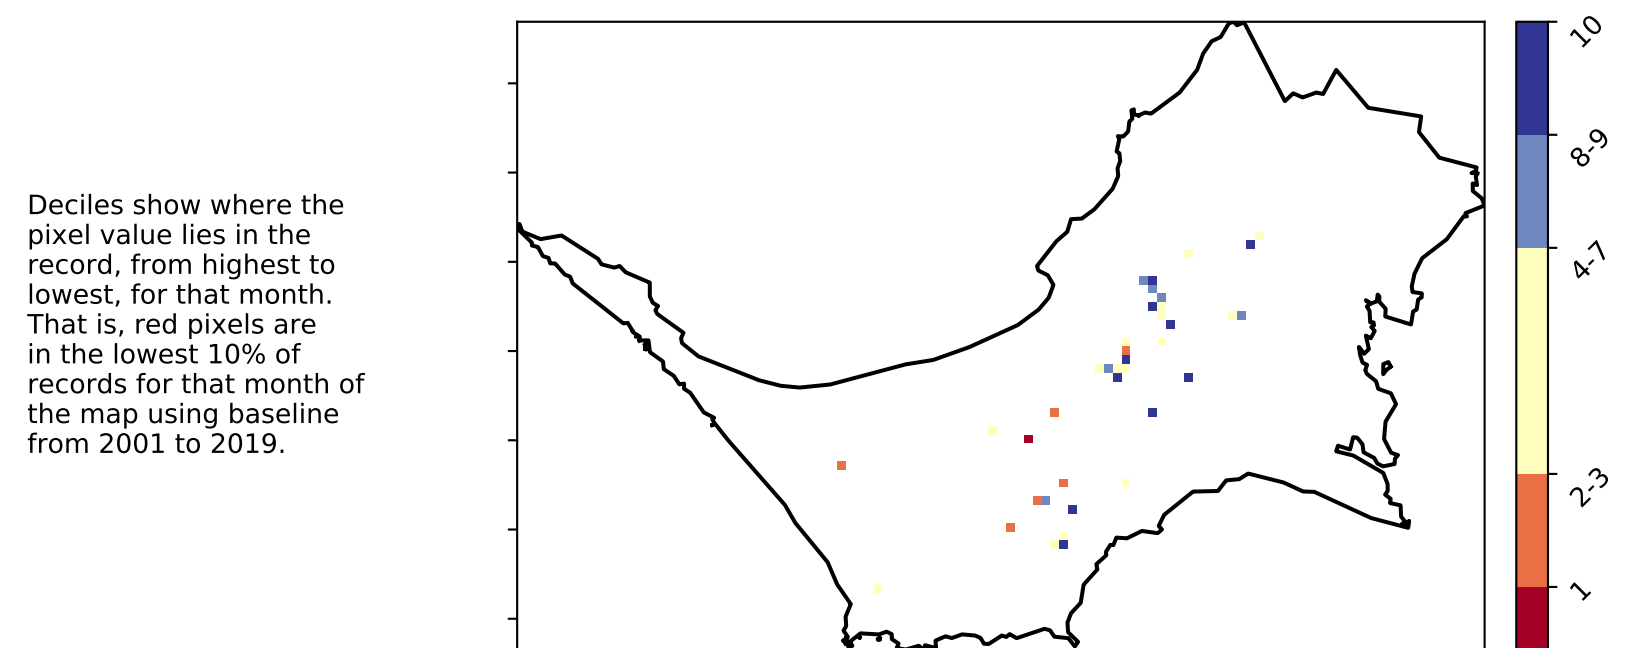 Deciles show where the
pixel value lies in the
record, from highest to
lowest, for that month.
That is, red pixels are
in the lowest 10% of
records for that month of
the map using baseline
from 2001 to 2019.
10
8-9
4-7
2-3
1